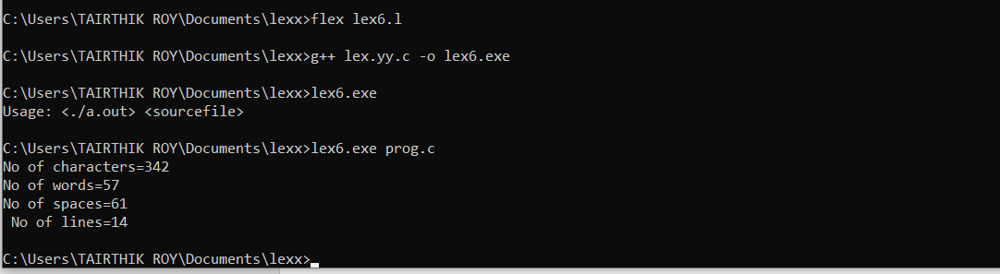 C:\Users\TAIRTHIK ROY\Documents\lexx>flex lex6.l
C:\Users\TAIRTHIK ROY\Documents\lexx>g++ lex.yy.c -o lex6.exe
C:\Users\TAIRTHIK ROY\Documents\lexx>lex6.exe
Usage: <./a.out> <sourcefile>
C:\Users\TAIRTHIK ROY\Documents\lexx>lex6.exe prog.c
No of characters=342
No of words=57
No of spaces=61
 No of lines=14
C:\Users\TAIRTHIK ROY\Documents\lexx>